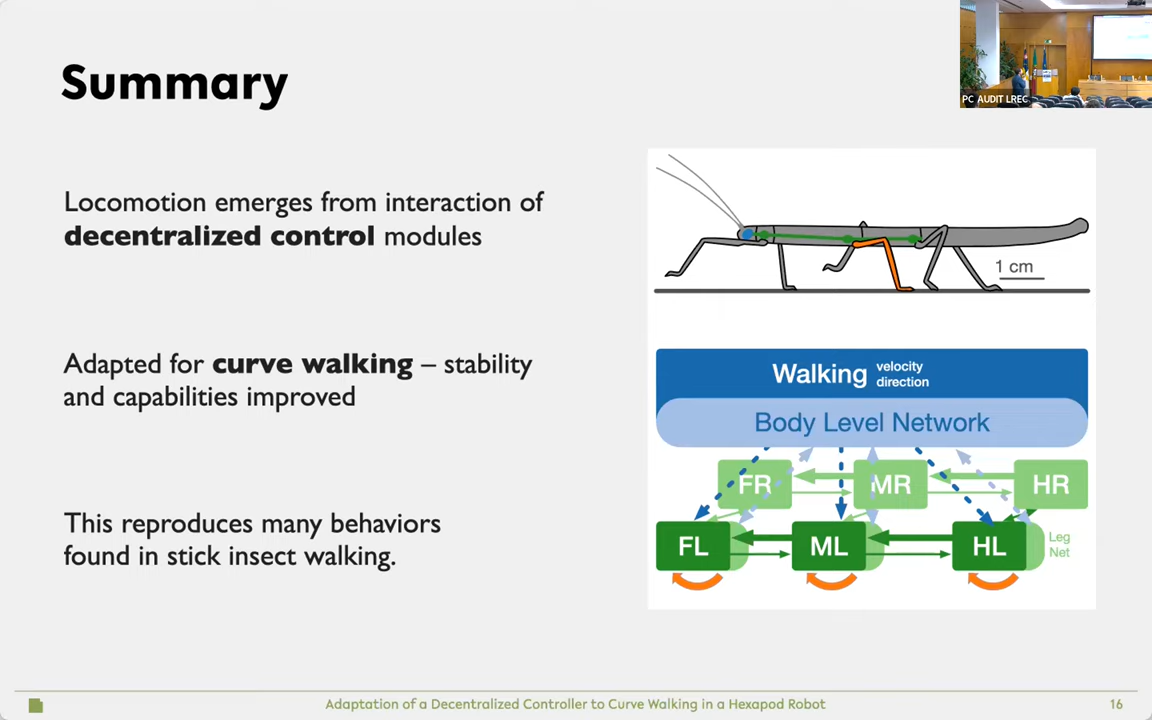 Summary
PC AUDIT LREC
Locomotion emerges from interaction of
decentralized control modules
Adapted for curve walking – stability
and capabilities improved
This reproduces many behaviors
found in stick insect walking.
1 cm
Walking velocity
direction
Body Level Network
FR MR HR
FL ML HL
Leg
Net
Adaptation of a Decentralized Controller to Curve Walking in a Hexapod Robot
16